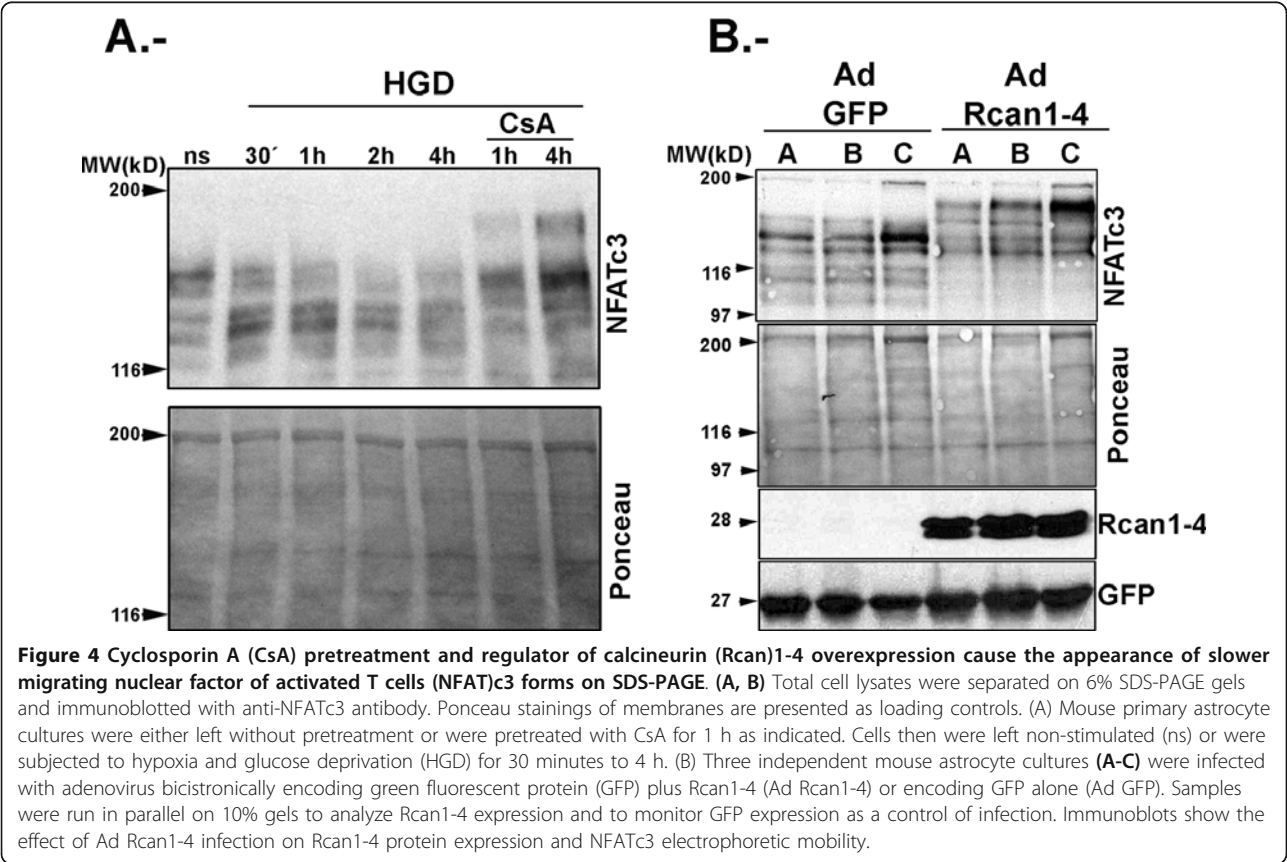 A.-
HGD
CsA
MW(kD) ns 30´ 1h 2h 4h 1h 4h
200
NFATc3
116
200
Ponceau
116
B.-
Ad Ad
GFP Rcan1-4
MW(kD) A B C A B C
200
NFATc3
116
97
200
Ponceau
116
97
28 Rcan1-4
27 GFP
Figure 4 Cyclosporin A (CsA) pretreatment and regulator of calcineurin (Rcan)1-4 overexpression cause the appearance of slower
migrating nuclear factor of activated T cells (NFAT)c3 forms on SDS-PAGE. (A, B) Total cell lysates were separated on 6% SDS-PAGE gels
and immunoblotted with anti-NFATc3 antibody. Ponceau stainings of membranes are presented as loading controls. (A) Mouse primary astrocyte
cultures were either left without pretreatment or were pretreated with CsA for 1 h as indicated. Cells then were left non-stimulated (ns) or were
subjected to hypoxia and glucose deprivation (HGD) for 30 minutes to 4 h. (B) Three independent mouse astrocyte cultures (A-C) were infected
with adenovirus bicistronically encoding green fluorescent protein (GFP) plus Rcan1-4 (Ad Rcan1-4) or encoding GFP alone (Ad GFP). Samples
were run in parallel on 10% gels to analyze Rcan1-4 expression and to monitor GFP expression as a control of infection. Immunoblots show the
effect of Ad Rcan1-4 infection on Rcan1-4 protein expression and NFATc3 electrophoretic mobility.